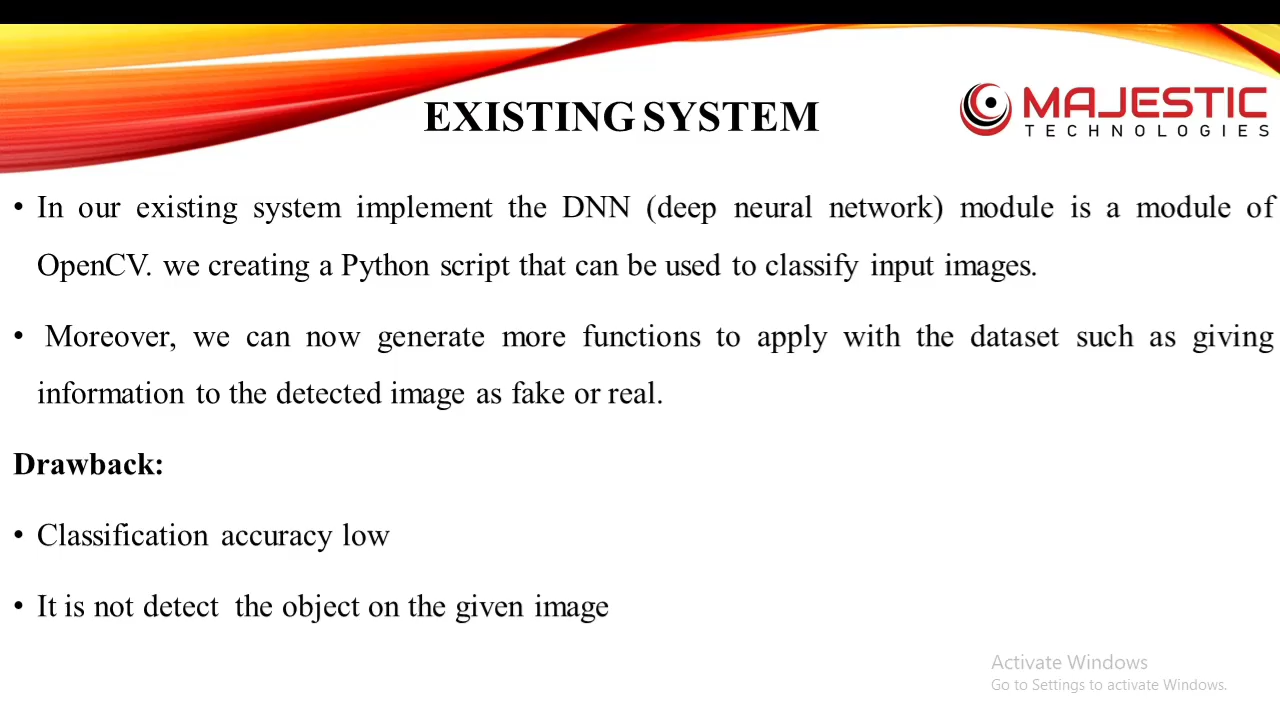 EXISTING SYSTEM
MAJESTIC
TECHNOLOGIES
• In our existing system implement the DNN (deep neural network) module is a module of
OpenCV. we creating a Python script that can be used to classify input images.
• Moreover, we can now generate more functions to apply with the dataset such as giving
information to the detected image as fake or real.
Drawback:
• Classification accuracy low
• It is not detect the object on the given image
Activate Windows
Go to Settings to activate Windows.